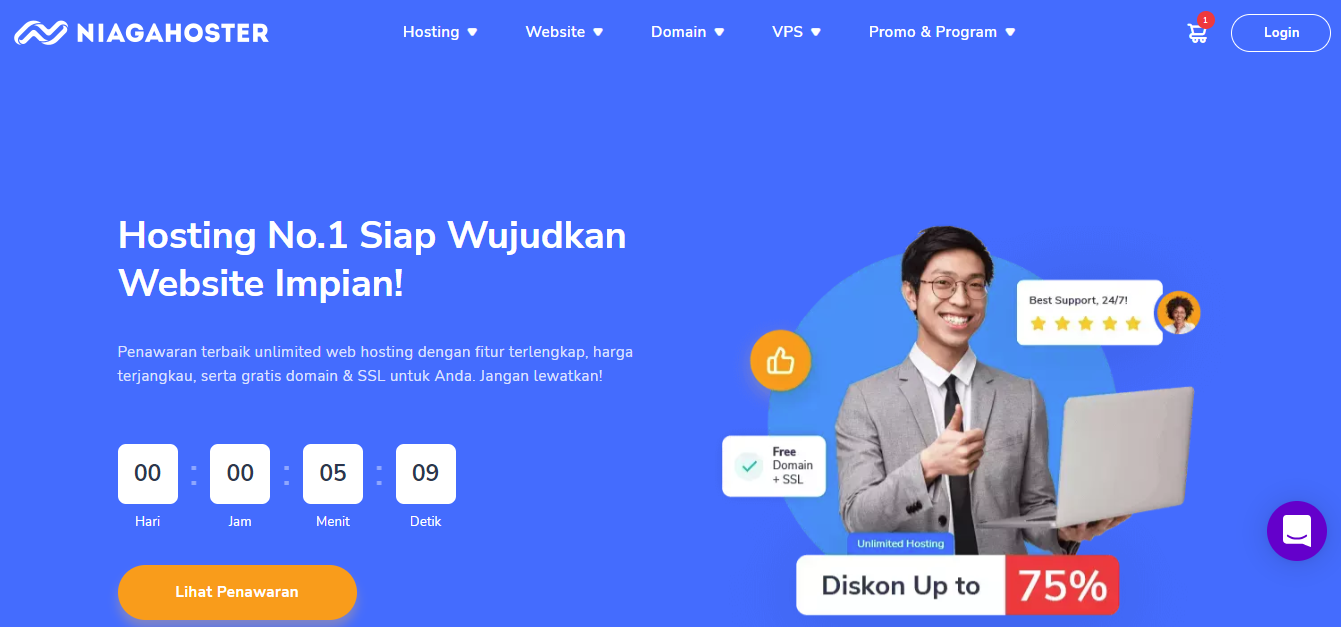 NIAGAHOSTER
Hosting
Website
Domain
VPS
Promo & Program
1
Login
Hosting No.1 Siap Wujudkan
Website Impian!
Penawaran terbaik unlimited web hosting dengan fitur terlengkap, harga
terjangkau, serta gratis domain & SSL untuk Anda. Jangan lewatkan!
00 : 00 : 05 : 09
Hari Jam Menit Detik
Lihat Penawaran
Best Support, 24/7!
Free
Domain
+ SSL
Unlimited Hosting
Diskon Up to 75%